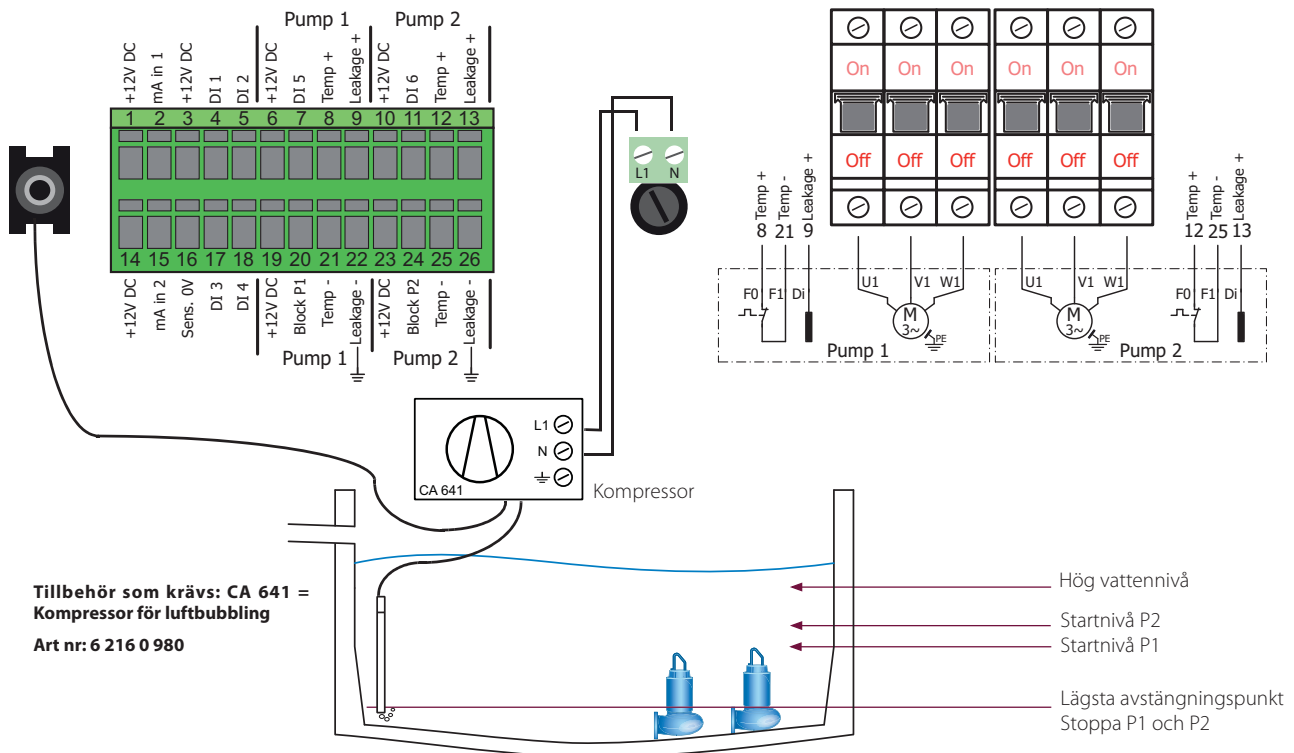 Pump 1
Pump 2
+12V DC
mA in 1
+12V DC
DI 1
DI 2
+12V DC
DI 5
Temp +
Leakage +
+12V DC
DI 6
Temp +
Leakage +
1 2 3 4 5 6 7 8 9 10 11 12 13
14 15 16 17 18 19 20 21 22 23 24 25 26
+12V DC
mA in 2
Sens. 0V
DI 3
DI 4
+12V DC
Block P1
Temp -
Leakage -
+12V DC
Block P2
Temp -
Leakage -
Pump 1
Pump 2
L1 N
On On On On On On
Off Off Off Off Off Off
Temp +
Temp -
Leakage +
8 21 9
F0 F1 Di
U1 V1 W1
M
3~
PE
Pump 1
Temp +
Temp -
Leakage +
12 25 13
U1 V1 W1
F0 F1 Di
M
3~
PE
Pump 2
L1
N
CA 641
Kompressor
Tillbehör som krävs: CA 641 =
Kompressor för luftbubbling
Art nr: 6 216 0 980
Hög vattennivå
Startnivå P2
Startnivå P1
Lägsta avstängningspunkt
Stoppa P1 och P2